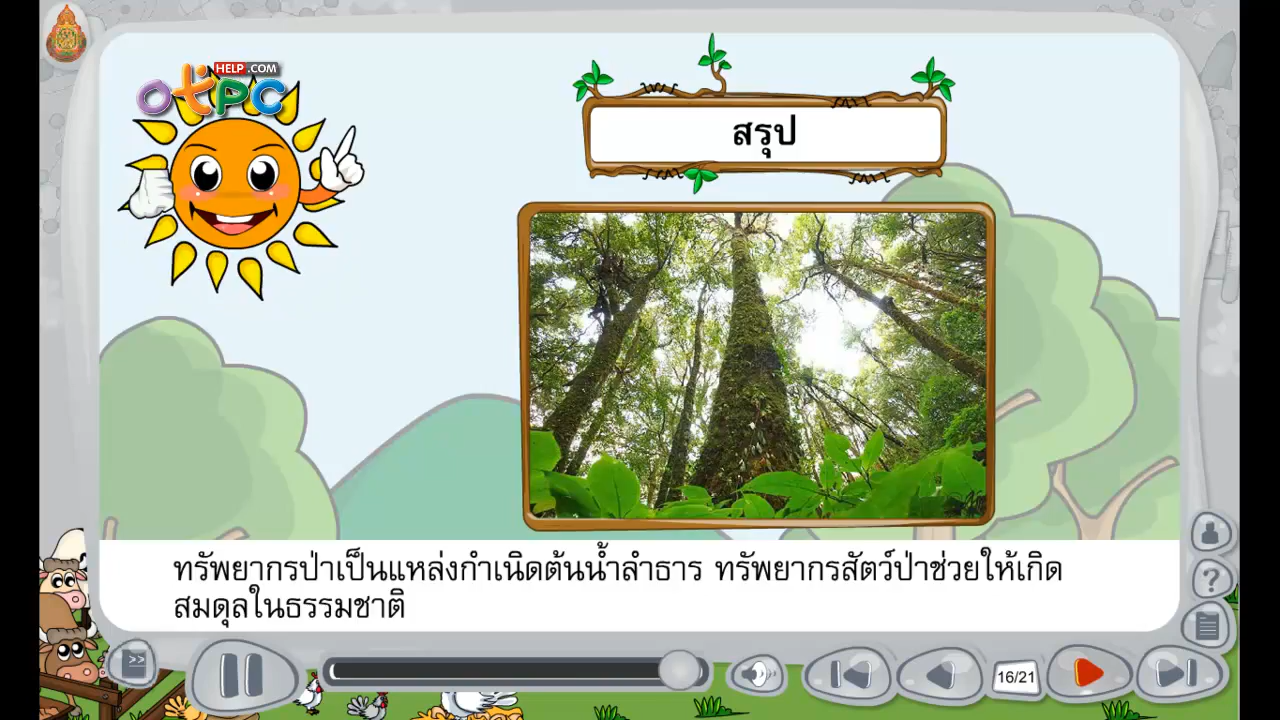 HELP .COM
OTPC
สรุป
ทรัพยากรป่าเป็นแหล่งกำเนิดต้นน้ำลำธาร ทรัพยากรสัตว์ป่าช่วยให้เกิด
สมดุลในธรรมชาติ
>>
?
16/21